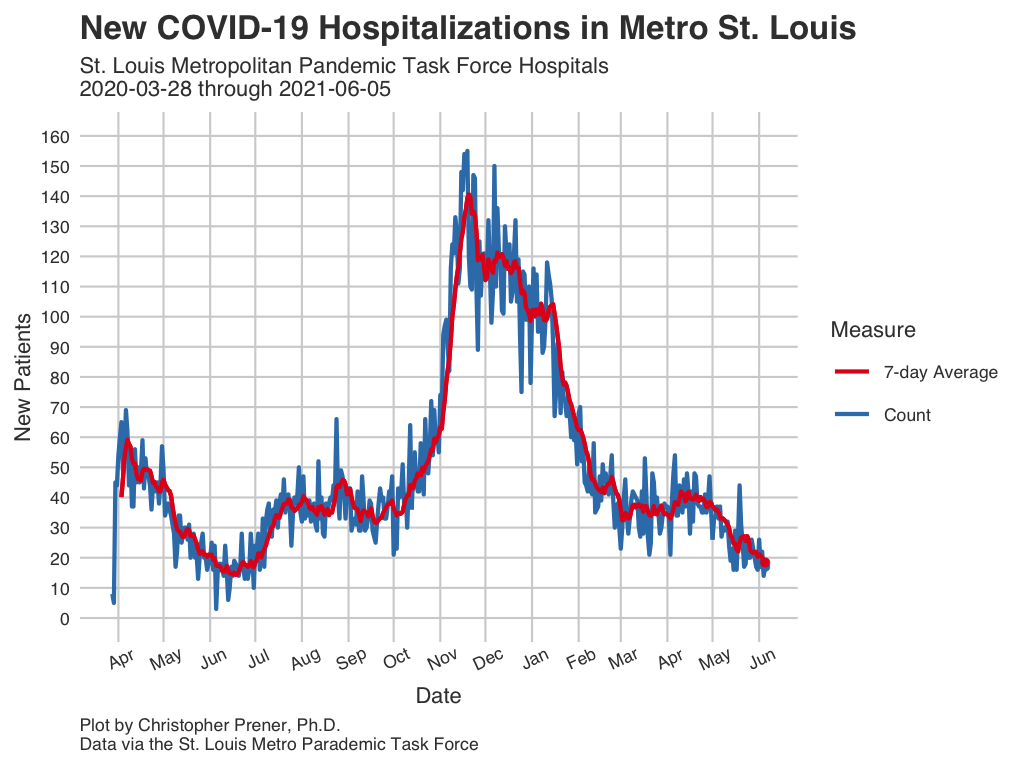 New COVID-19 Hospitalizations in Metro St. Louis
St. Louis Metropolitan Pandemic Task Force Hospitals
2020-03-28 through 2021-06-05
160
150
140
130
120
110
100
90
80
70
60
50
40
30
20
10
0
New Patients
Apr May Jun Jul Aug Sep Oct Nov Dec Jan Feb Mar Apr May Jun
Date
Measure
7-day Average
Count
Plot by Christopher Prener, Ph.D.
Data via the St. Louis Metro Parademic Task Force